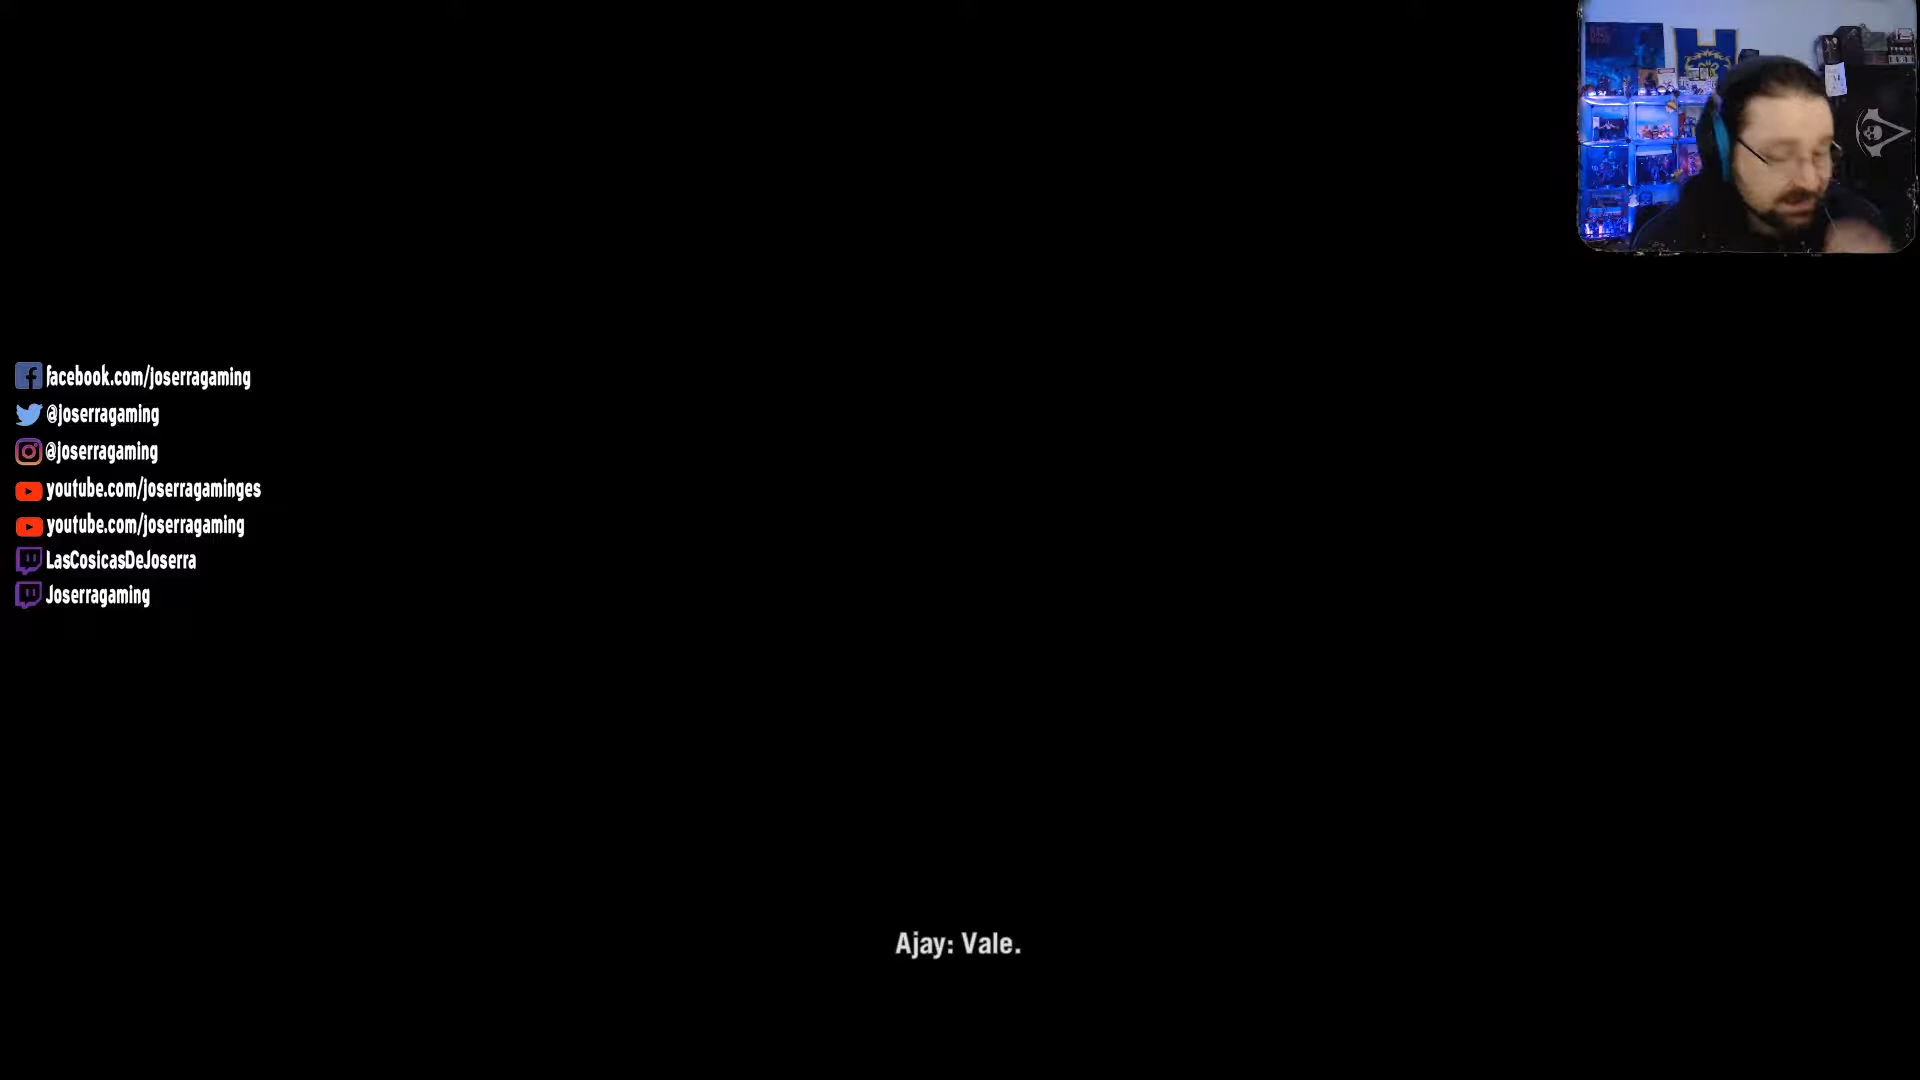 facebook.com/joserragaming
@joserragaming
@joserragaming
youtube.com/joserragaminges
youtube.com/joserragaming
LasCosicasDeJoserra
Joserragaming
Ajay: Vale.